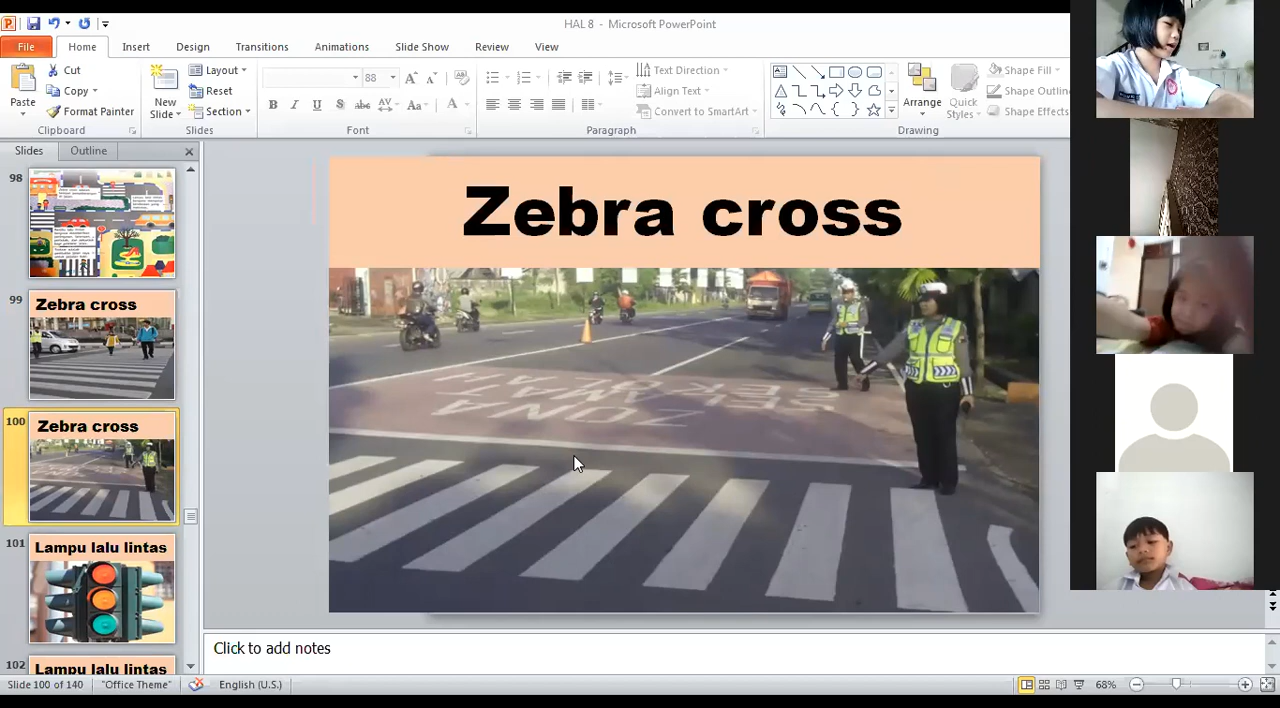 HAL 8 - Microsoft PowerPoint
File Home Insert Design Transitions Animations Slide Show Review View
Paste
Cut
Copy
Format Painter
Clipboard
New
Slide
Layout
Reset
Section
Slides
88
Font
Text Direction
Align Text
Convert to SmartArt
Paragraph
Arrange
Quick
Styles
Shape Fill
Shape Outlin
Shape Effects
Drawing
Slides Outline
98
99
Zebra cross
100
Zebra cross
101
Lampu lalu lintas
102
Lampu lalu lintas
Zebra cross
ZONA
SELAMAT
SEKOLAH
Click to add notes
Slide 100 of 140 "Office Theme" English (U.S.) 68%